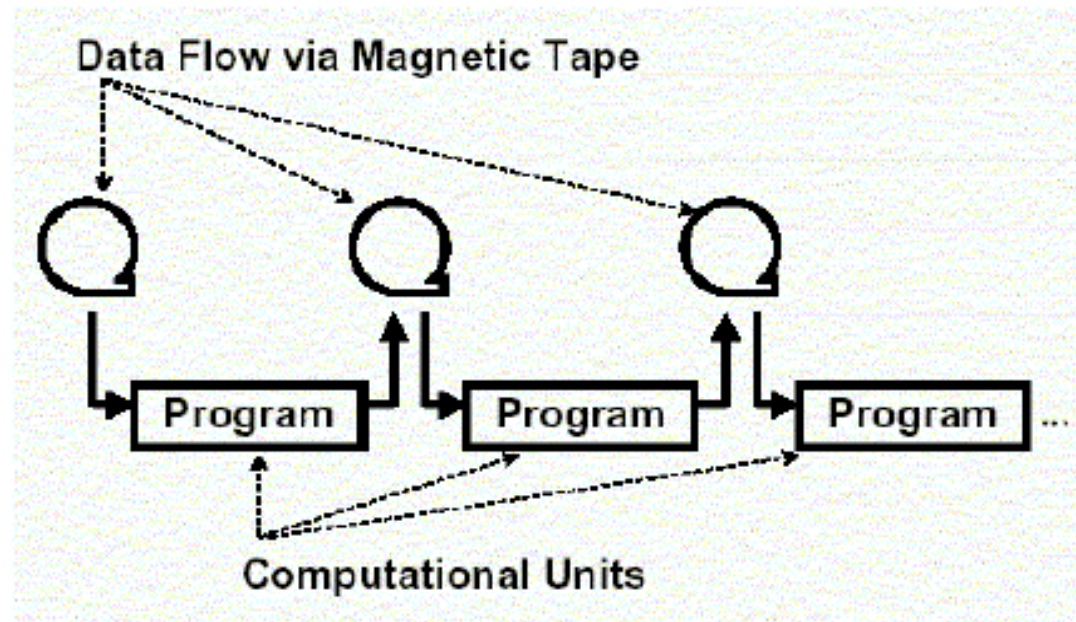 Data Flow via Magnetic Tape
Program
Program
Program
...
Computational Units